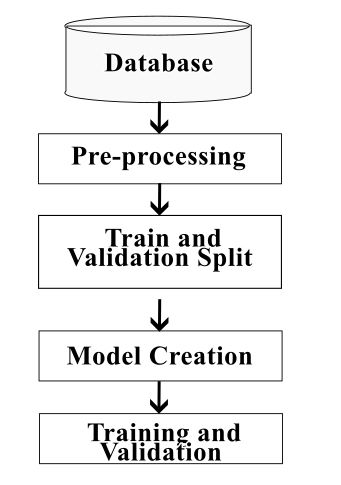 Database
Pre-processing
Train and
Validation Split
Model Creation
Training and
Validation